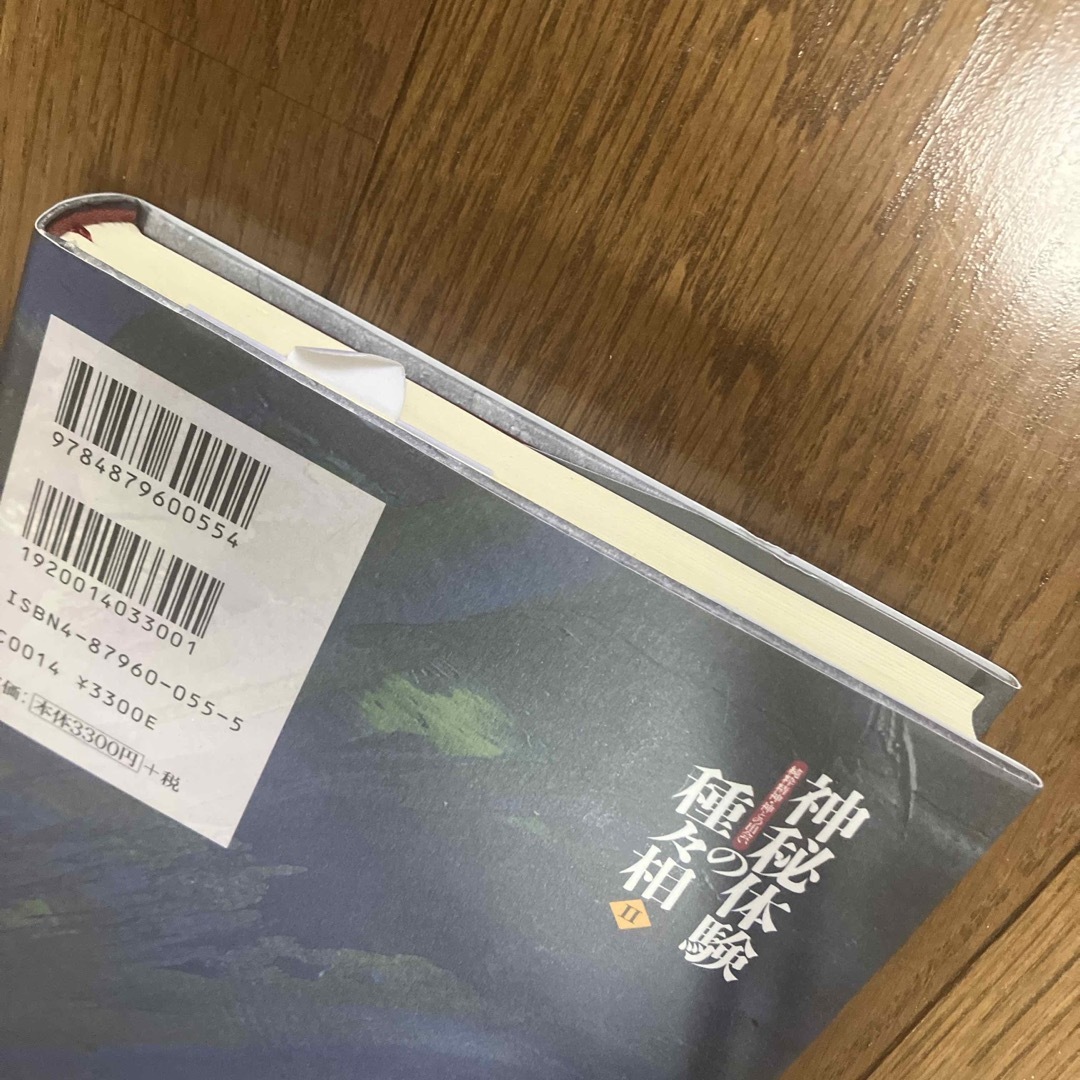 9784879600554
1920014033001
ISBN4-87960-055-5
C0014 ¥3300E
価:本体3300円+税
神秘体験
の
種々相
II